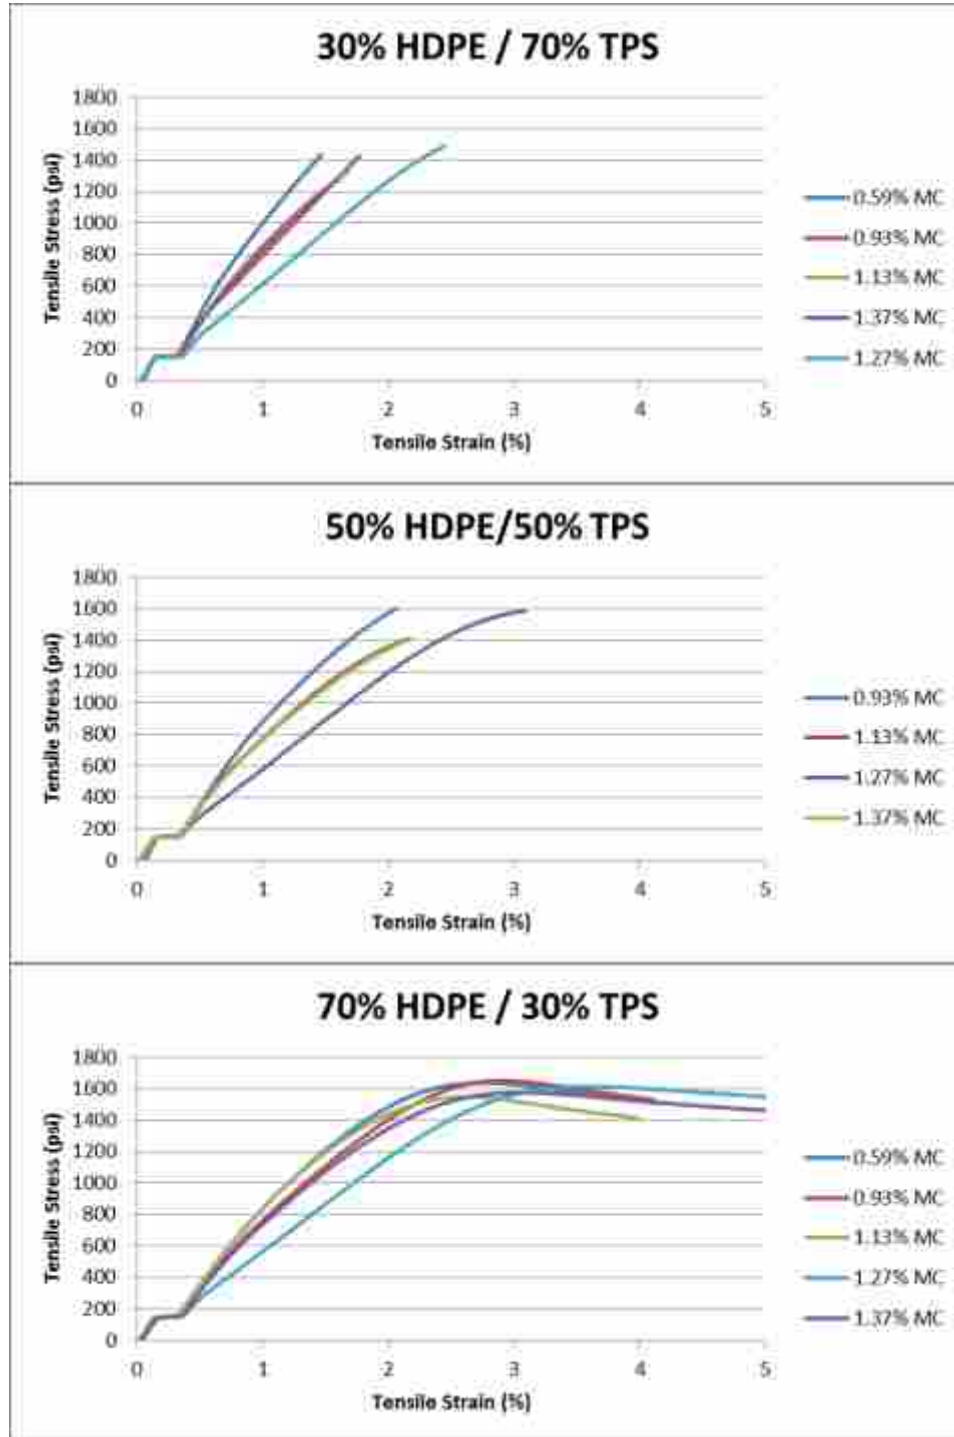 30% HDPE / 70% TPS
Tensile Stress (psi)
1800
1600
1400
1200
1000
800
600
400
200
0
0 1 2 3 4 5
Tensile Strain (%)
0.59% MC
0.93% MC
1.13% MC
1.37% MC
1.27% MC
50% HDPE/50% TPS
Tensile Stress (psi)
1800
1600
1400
1200
1000
800
600
400
200
0
0 1 2 3 4 5
Tensile Strain (%)
0.93% MC
1.13% MC
1.27% MC
1.37% MC
70% HDPE / 30% TPS
Tensile Stress (psi)
1800
1600
1400
1200
1000
800
600
400
200
0
0 1 2 3 4 5
Tensile Strain (%)
0.59% MC
0.93% MC
1.13% MC
1.27% MC
1.37% MC